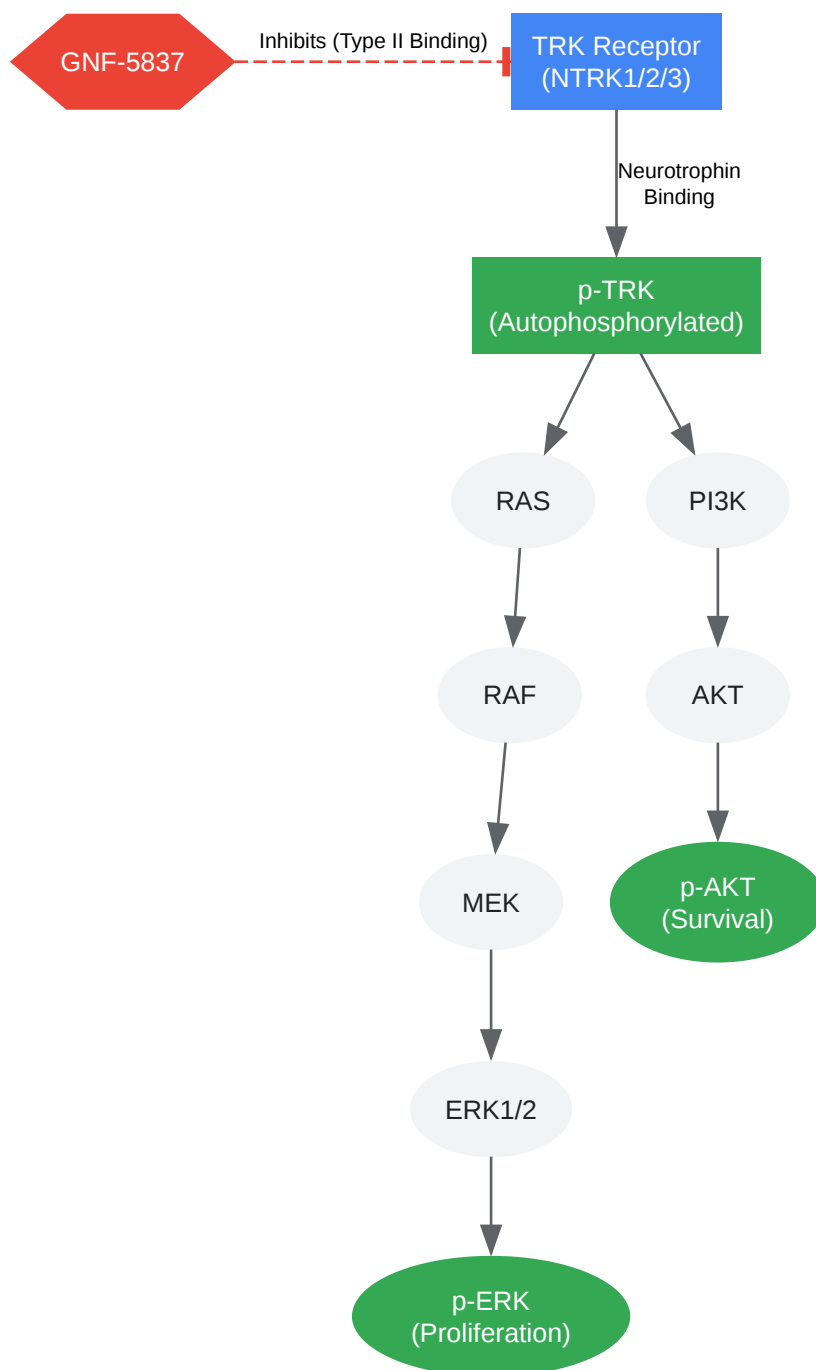 GNF-5837
Inhibits (Type II Binding)
TRK Receptor
(NTRK1/2/3)
Neurotrophin
Binding
p-TRK
(Autophosphorylated)
RAS
PI3K
RAF
AKT
MEK
p-AKT
(Survival)
ERK1/2
p-ERK
(Proliferation)